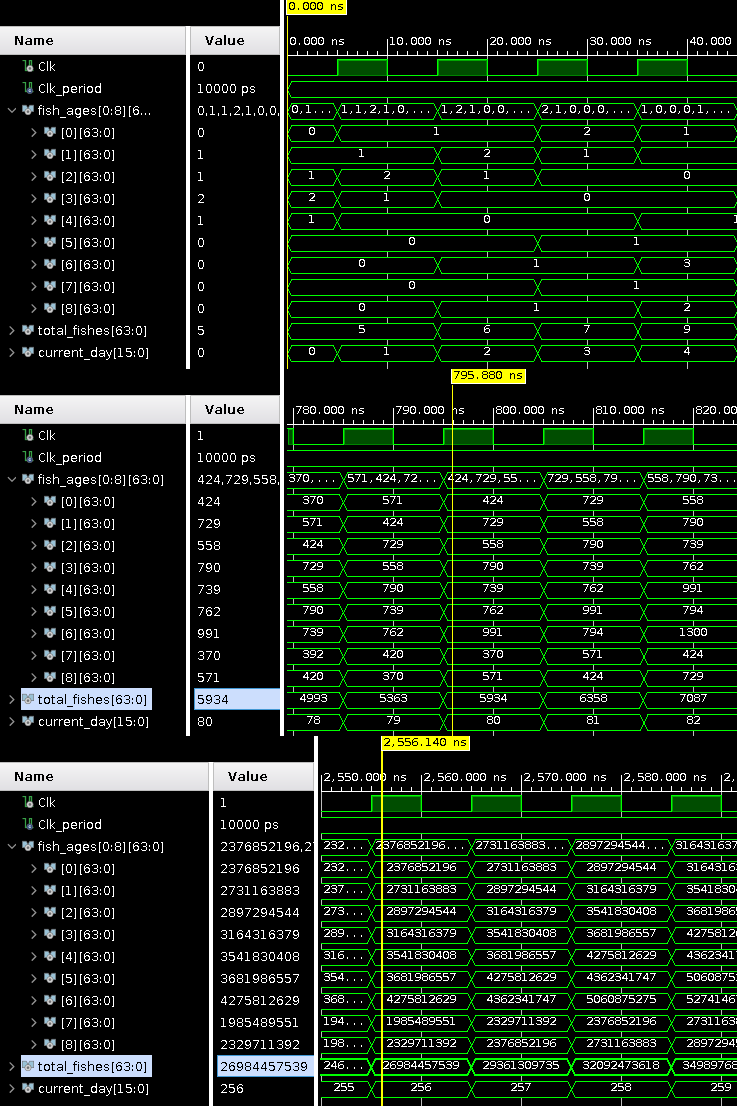 0.000 ns
Name Value 0.000 ns 10.000 ns 20.000 ns 30.000 ns 40.000
Clk 0
Clk_period 10000 ps
fish_ages[0:8][6... 0,1,1,2,1,0,0, 0,1... 1,1,2,1,0,... 1,2,1,0,0,... 2,1,0,0,0,... 1,0,0,0,1,...
[0][63:0] 0 0 1 2 1
[1][63:0] 1 1 2 1
[2][63:0] 1 1 2 1 0
[3][63:0] 2 2 1 0
[4][63:0] 1 1 0 1
[5][63:0] 0 0 1
[6][63:0] 0 0 1 3
[7][63:0] 0 0 1
[8][63:0] 0 0 1 2
total_fishes[63:0] 5 5 6 7 9
current_day[15:0] 0 0 1 2 3 4
795.880 ns
Name Value 780.000 ns 790.000 ns 800.000 ns 810.000 ns 820.00
Clk 1
Clk_period 10000 ps
fish_ages[0:8][63:0] 424,729,558, 370,... 571,424,72... 424,729,55... 729,558,79... 558,790,73...
[0][63:0] 424 370 571 424 729 558
[1][63:0] 729 571 424 729 558 790
[2][63:0] 558 424 729 558 790 739
[3][63:0] 790 729 558 790 739 762
[4][63:0] 739 558 790 739 762 991
[5][63:0] 762 790 739 762 991 794
[6][63:0] 991 739 762 991 794 1300
[7][63:0] 370 392 420 370 571 424
[8][63:0] 571 420 370 571 424 729
total_fishes[63:0] 5934 4993 5363 5934 6358 7087
current_day[15:0] 80 78 79 80 81 82
2,556.140 ns
Name Value 2,550.000 ns 2,560.000 ns 2,570.000 ns 2,580.000 ns 2,
Clk 1
Clk_period 10000 ps
fish_ages[0:8][63:0] 2376852196,2 232... 2376852196... 2731163883... 2897294544... 316431637
[0][63:0] 2376852196 232... 2376852196 2731163883 2897294544 31643163
[1][63:0] 2731163883 237... 2731163883 2897294544 3164316379 35418304
[2][63:0] 2897294544 273... 2897294544 3164316379 3541830408 36819865
[3][63:0] 3164316379 289... 3164316379 3541830408 3681986557 42758126
[4][63:0] 3541830408 316... 3541830408 3681986557 4275812629 43623417
[5][63:0] 3681986557 354... 3681986557 4275812629 4362341747 50608752
[6][63:0] 4275812629 368... 4275812629 4362341747 5060875275 52741467
[7][63:0] 1985489551 194... 1985489551 2329711392 2376852196 27311638
[8][63:0] 2329711392 198... 2329711392 2376852196 2731163883 28972945
total_fishes[63:0] 26984457539 246... 26984457539 29361309735 32092473618 34989768
current_day[15:0] 256 255 256 257 258 259